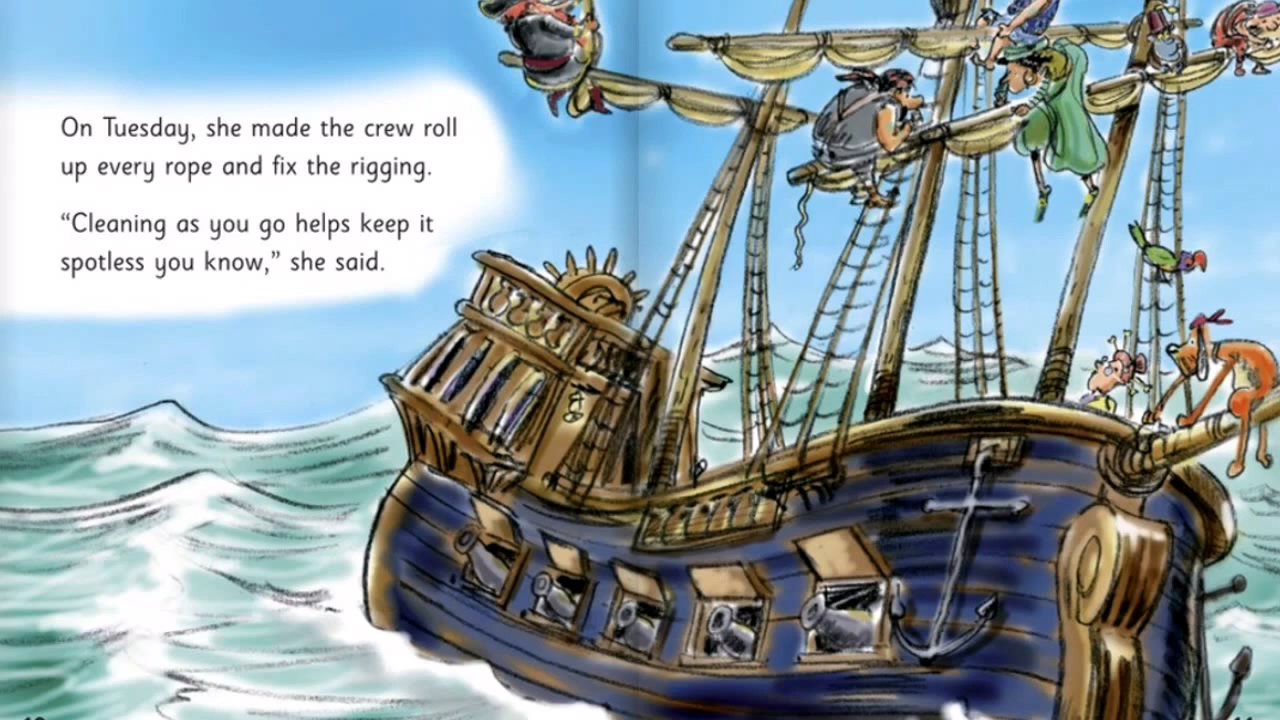 On Tuesday, she made the crew roll
up every rope and fix the rigging.
“Cleaning as you go helps keep it
spotless you know,” she said.